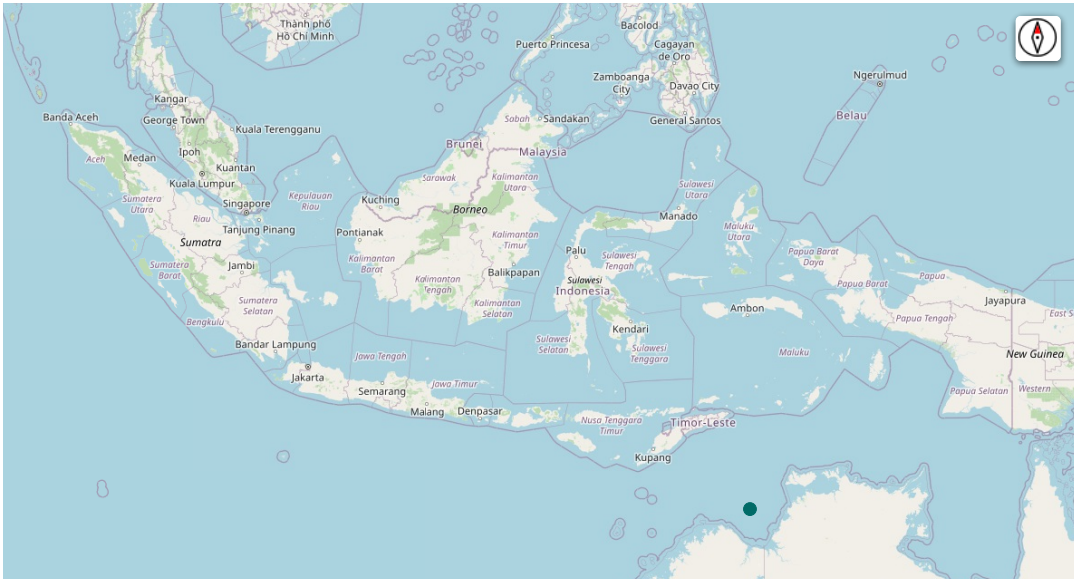 Thành phố
Hồ Chí Minh
Bacolod
Puerto Princesa
Cagayan
de Oro
Zamboanga
City
Davao City
Ngerulmud
Kangar
Banda Aceh
George Town
Kuala Terengganu
Sabah
Sandakan
General Santos
Belau
Brunei
Malaysia
Ipoh
Aceh
Medan
Kuantan
Kuala Lumpur
Sarawak
Kalimantan
Utara
Sulawesi
Utara
Sumatera
Utara
Kepulauan
Riau
Kuching
Singapore
Borneo
Manado
Riau
Tanjung Pinang
Pontianak
Maluku
Utara
Sumatra
Kalimantan
Timur
Palu
Sulawesi
Tengah
Papua Barat
Daya
Sumatera
Barat
Jambi
Kalimantan
Barat
Balikpapan
Sulawesi
Indonesia
Papua
Papua Barat
Kalimantan
Tengah
Sumatera
Selatan
Kalimantan
Selatan
Ambon
Jayapura
Bengkulu
Papua Tengah
East S
Kendari
Bandar Lampung
Sulawesi
Selatan
Sulawesi
Tenggara
Maluku
New Guinea
Jawa Tengah
Jakarta
Semarang
Jawa Timur
Papua Selatan
Western
Malang
Denpasar
Nusa Tenggara
Timur
Timor-Leste
Kupang